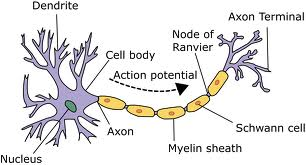 Dendrite
Axon Terminal
Node of
Ranvier
Cell body
Action potential
Axon
Schwann cell
Myelin sheath
Nucleus